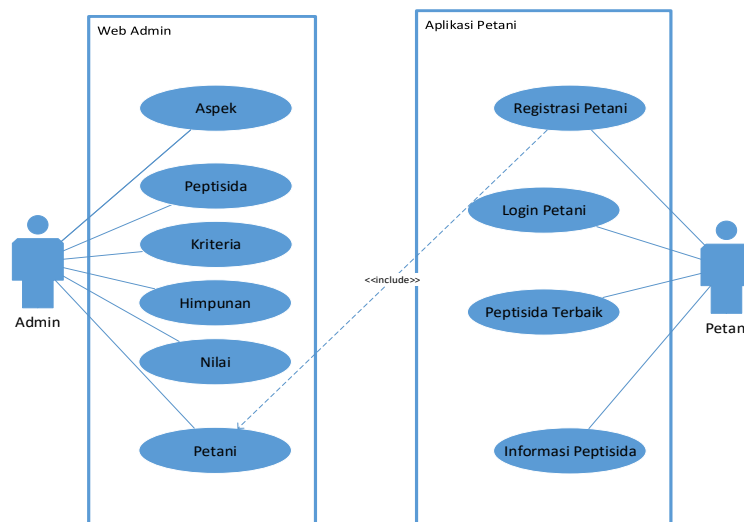 Web Admin
Aplikasi Petani
Aspek
Registrasi Petani
Peptisida
Login Petani
Kriteria
<<include>>
Himpunan
Peptisida Terbaik
Admin
Petan
Nilai
Petani
Informasi Peptisida